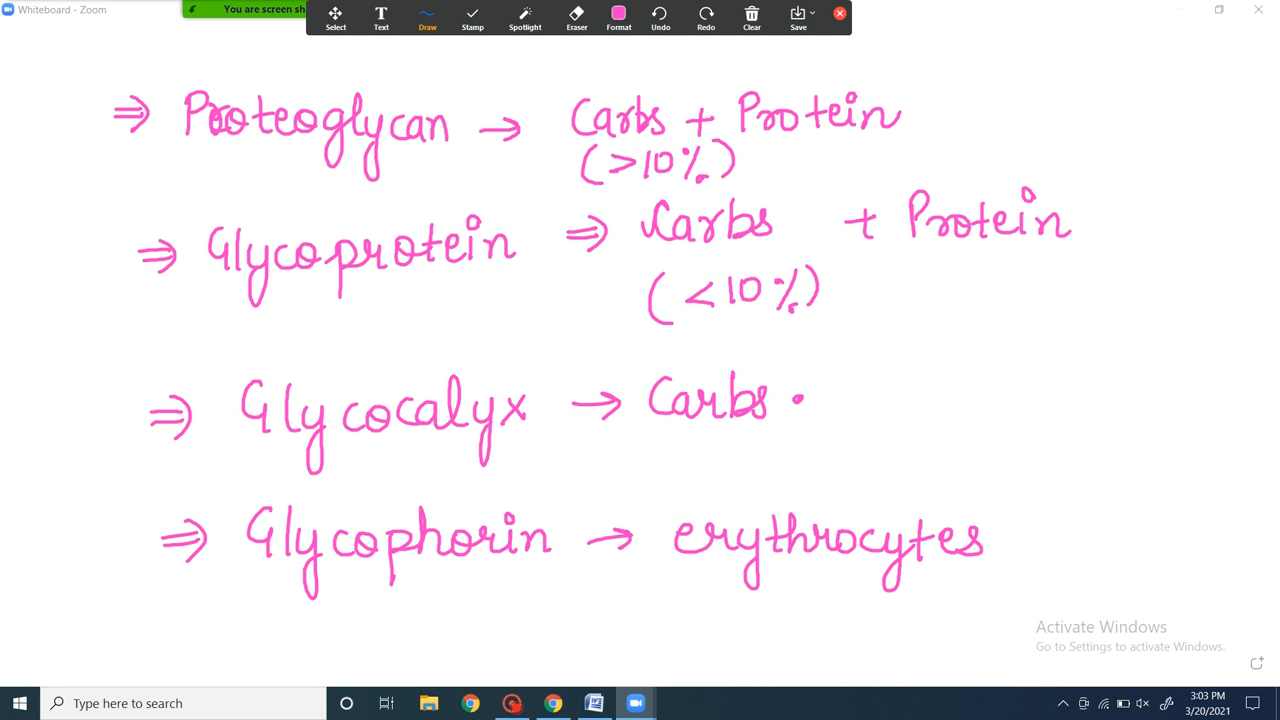 Whiteboard - Zoom
You are screen sh
Select Text Draw Stamp Spotlight Eraser Format Undo Redo Clear Save
⇒ Proteoglycan → Carbs + Protein
(>10%)
⇒ Glycoprotein ⇒ Carbs + Protein
(<10%)
⇒ Glycocalyx → Carbs •
⇒ Glycophorin → erythrocytes
Activate Windows
Go to Settings to activate Windows.
Type here to search
3:03 PM
3/20/2021